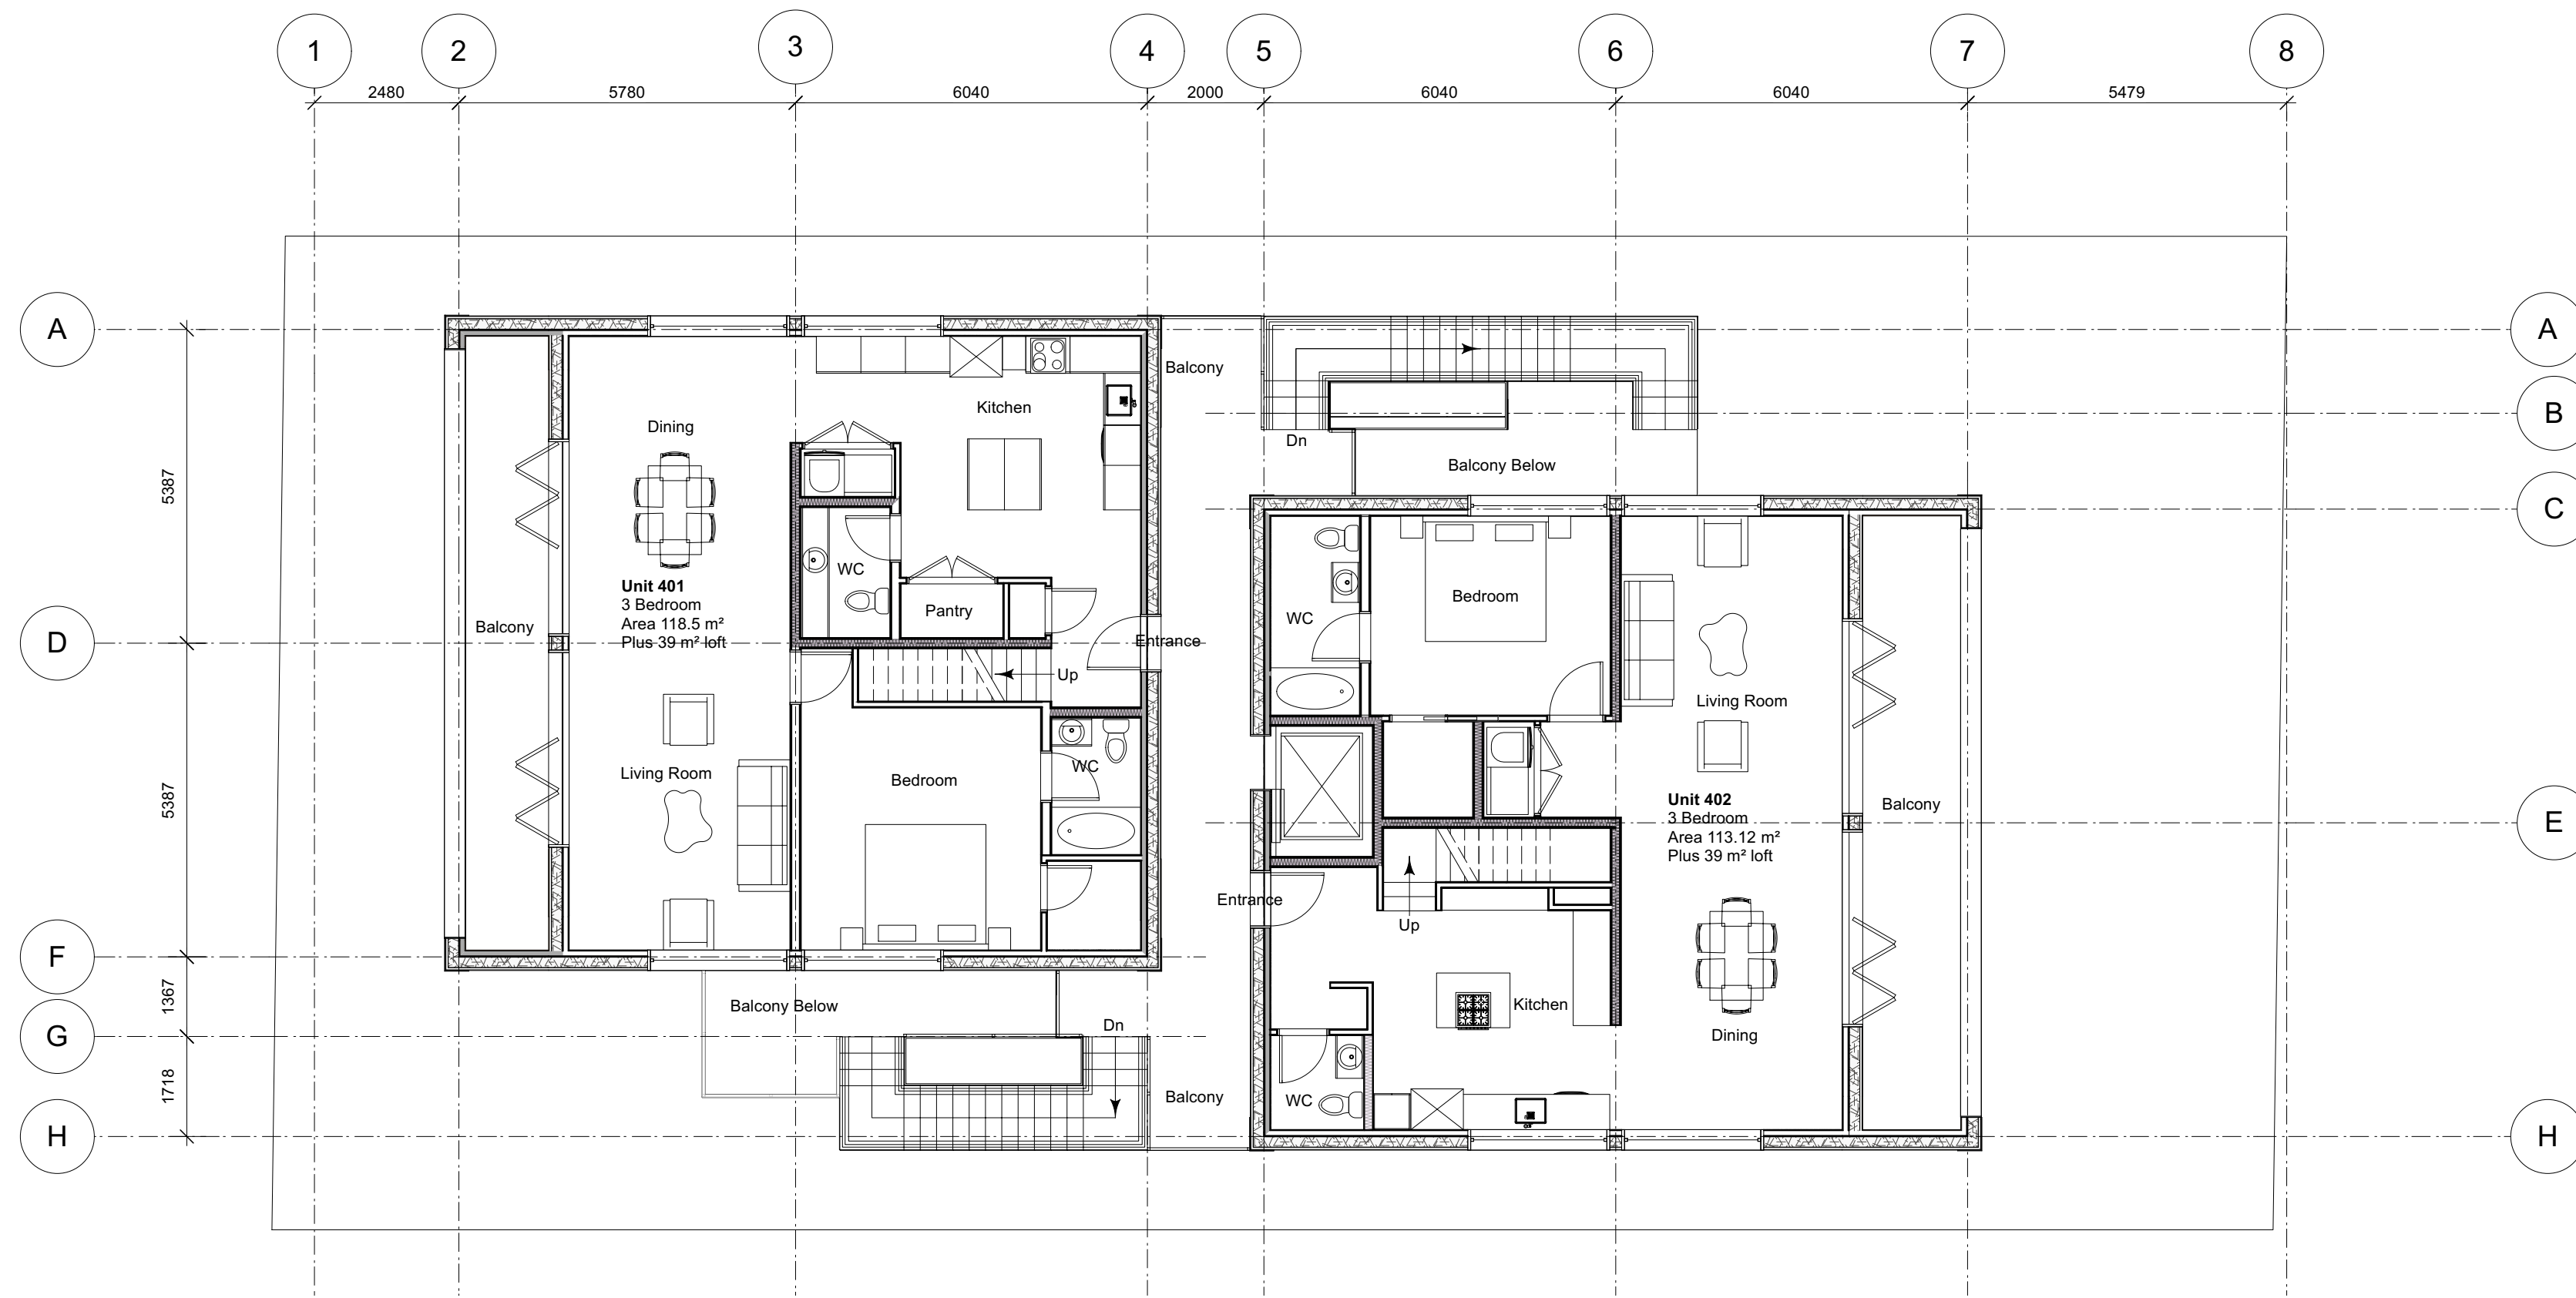 1 2 3 4 5 6 7 8
2480 5780 6040 2000 6040 6040 5479
A A
Balcony
Kitchen
B
Dining
Dn
Balcony Below
5387
C
WC
Unit 401
3 Bedroom
Area 118.5 m²
Plus 39 m² loft
Pantry
Bedroom
WC
Balcony
D
Entrance
Up
Living Room
Living Room
WC
Bedroom
5387
Unit 402
3 Bedroom
Area 113.12 m²
Plus 39 m² loft
Balcony
E
Entrance
Up
F
1367
Balcony Below
Kitchen
Dn
G
Dining
1718
Balcony
WC
H H